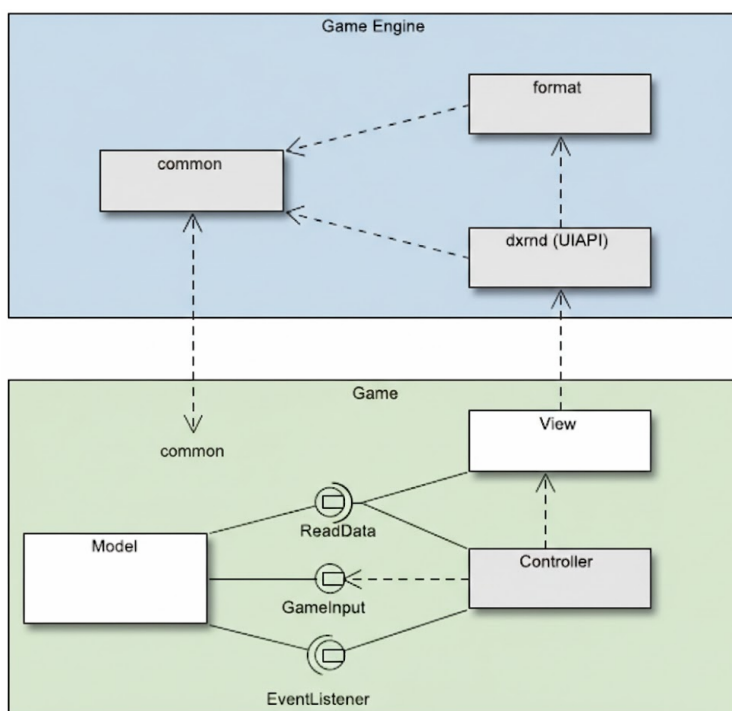 Game Engine
format
common
dxrnd (UIAPI)
Game
View
common
ReadData
Model
Controller
GameInput
EventListener